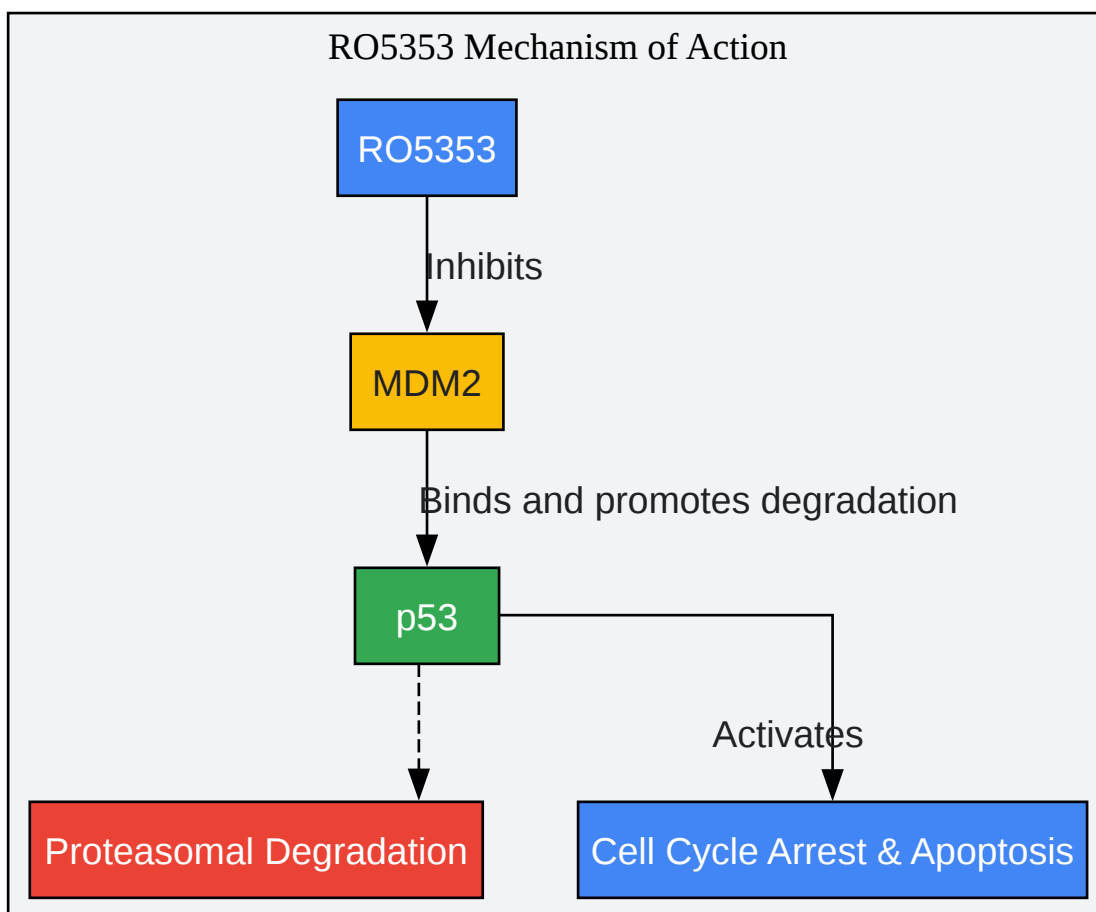 RO5353 Mechanism of Action
RO5353
Inhibits
MDM2
Binds and promotes degradation
p53
Activates
Proteasomal Degradation
Cell Cycle Arrest & Apoptosis